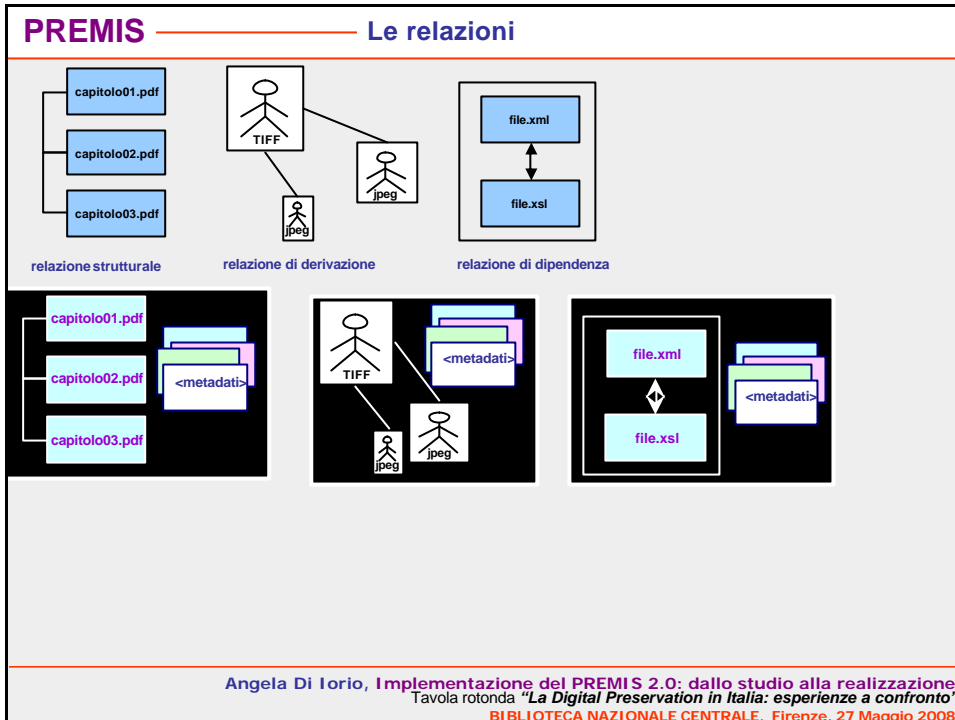 PREMIS Le relazioni
capitolo01.pdf
capitolo02.pdf
capitolo03.pdf
TIFF
jpeg
jpeg
file.xml
file.xsl
relazione strutturale
relazione di derivazione
relazione di dipendenza
capitolo01.pdf
capitolo02.pdf
capitolo03.pdf
<metadati>
TIFF
jpeg
jpeg
<metadati>
file.xml
file.xsl
<metadati>
Angela Di Iorio, Implementazione del PREMIS 2.0: dallo studio alla realizzazione
Tavola rotonda “La Digital Preservation in Italia: esperienze a confronto”
BIBLIOTECA NAZIONALE CENTRALE, Firenze, 27 Maggio 2008